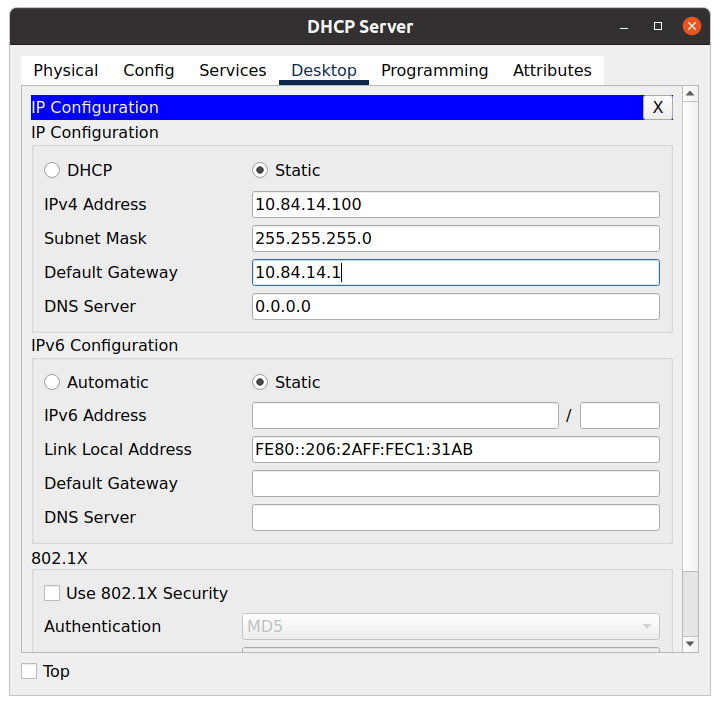 DHCP Server
Physical Config Services Desktop Programming Attributes
IP Configuration X
IP Configuration
DHCP Static
IPv4 Address 10.84.14.100
Subnet Mask 255.255.255.0
Default Gateway 10.84.14.1
DNS Server 0.0.0.0
IPv6 Configuration
Automatic Static
IPv6 Address /
Link Local Address FE80::206:2AFF:FEC1:31AB
Default Gateway
DNS Server
802.1X
Use 802.1X Security
Authentication MD5
Top